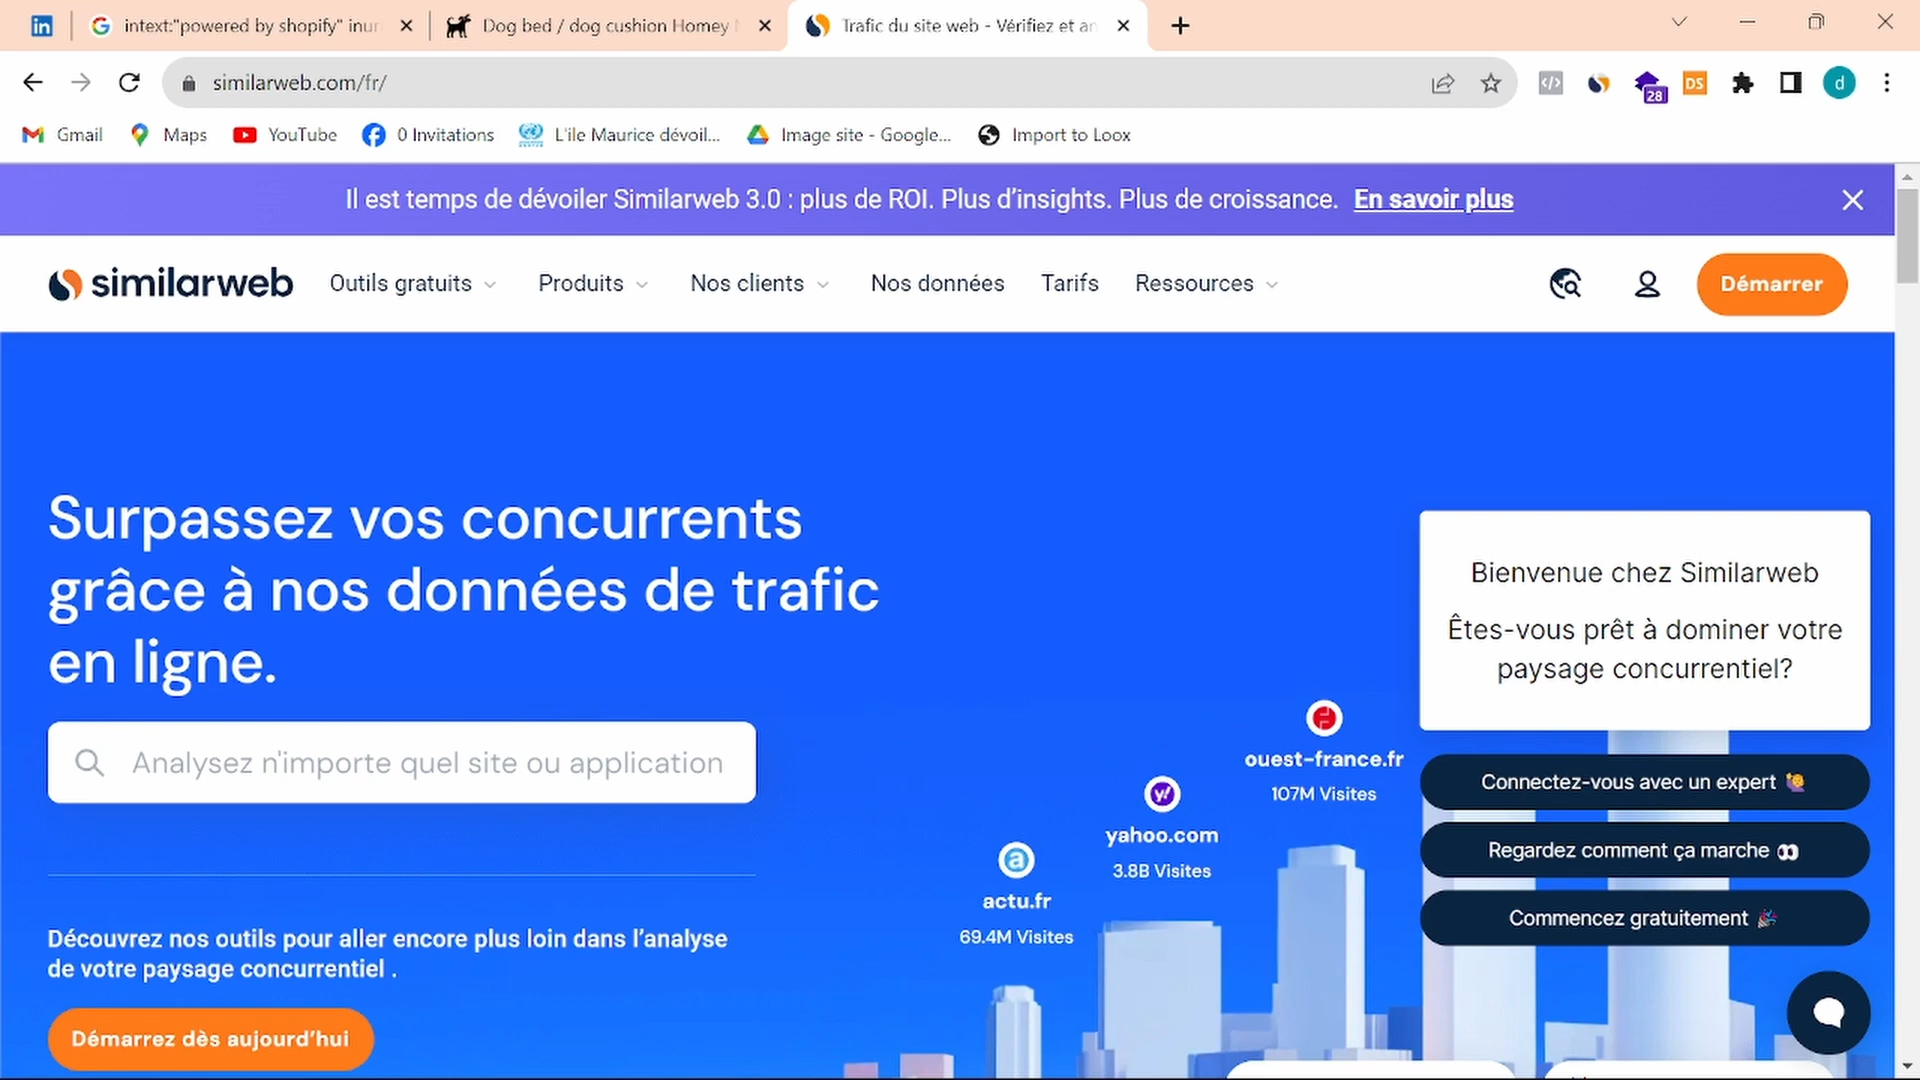 intext:"powered by shopify" inur
Dog bed / dog cushion Homey
Trafic du site web - Vérifiez et an
similarweb.com/fr/
28
DS
d
Gmail
Maps
YouTube
0 Invitations
L'ile Maurice dévoil...
Image site - Google...
Import to Loox
Il est temps de dévoiler Similarweb 3.0 : plus de ROI. Plus d'insights. Plus de croissance. En savoir plus
similarweb
Outils gratuits
Produits
Nos clients
Nos données
Tarifs
Ressources
Démarrer
Surpassez vos concurrents
grâce à nos données de trafic
en ligne.
Analysez n'importe quel site ou application
Découvrez nos outils pour aller encore plus loin dans l'analyse
de votre paysage concurrentiel .
Démarrez dès aujourd'hui
actu.fr
69.4M Visites
yahoo.com
3.8B Visites
ouest-france.fr
107M Visites
Bienvenue chez Similarweb
Êtes-vous prêt à dominer votre
paysage concurrentiel?
Connectez-vous avec un expert 🙋
Regardez comment ça marche 👀
Commencez gratuitement 🎉